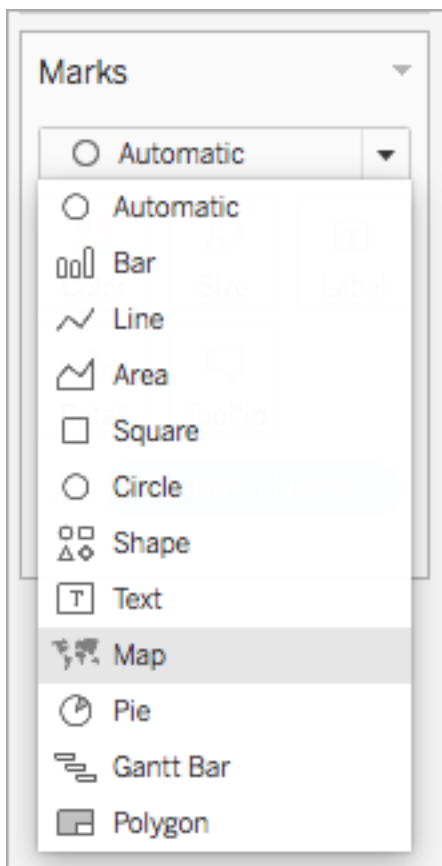 Marks
Automatic
Automatic
Bar
Line
Area
Square
Circle
Shape
T Text
Map
Pie
Gantt Bar
Polygon